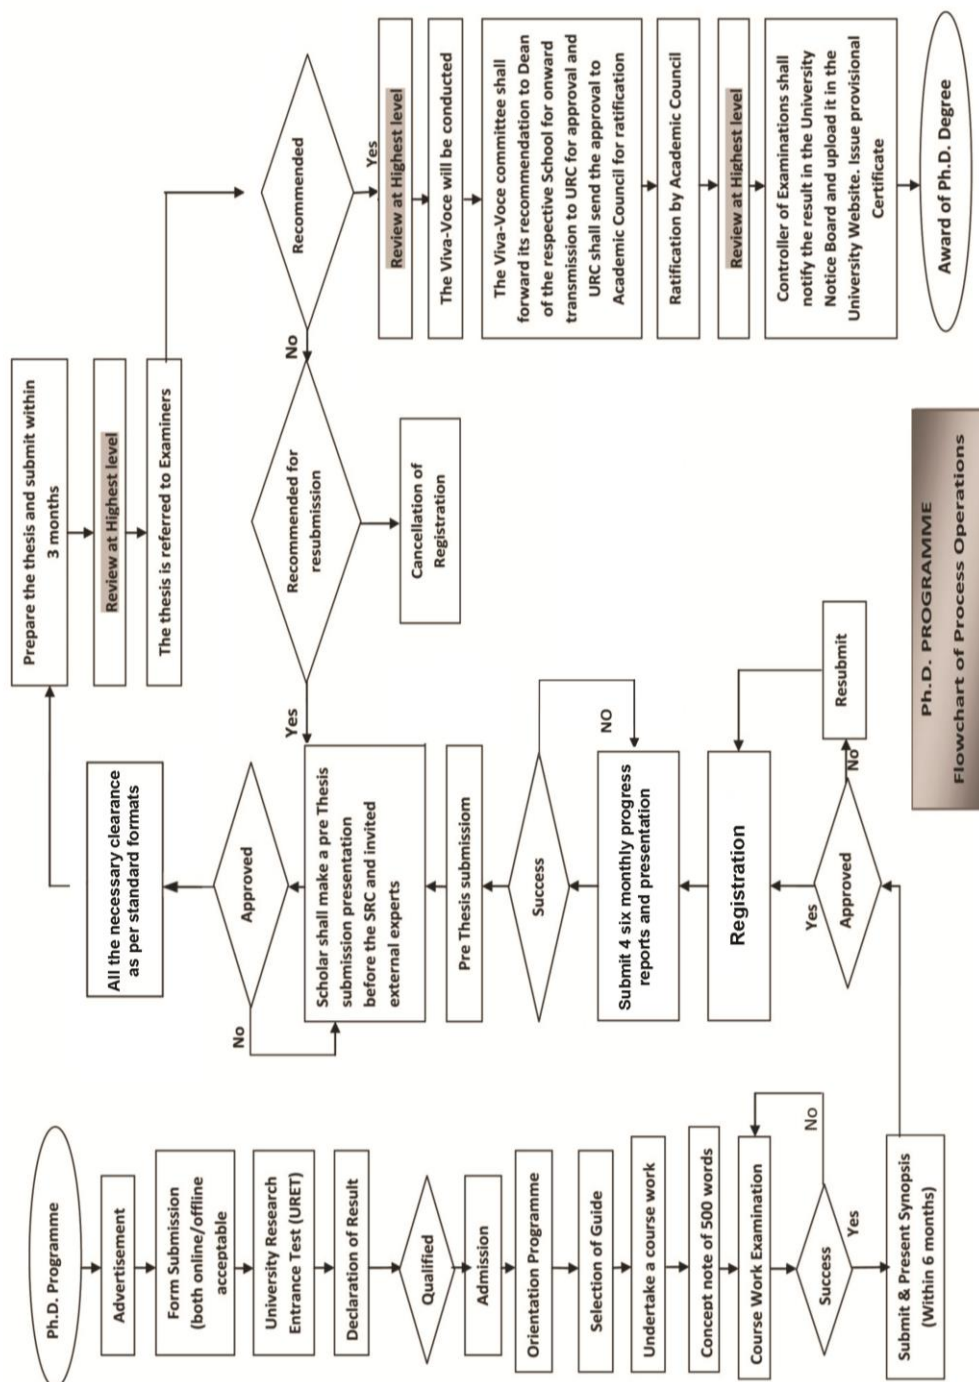 Ph.D. Programme
Advertisement
Form Submission
(both online/offline
acceptable
University Research
Entrance Test (URET)
Declaration of Result
Qualified
Admission
Orientation Programme
Selection of Guide
Undertake a course work
Concept note of 500 words
Course Work Examination
Success
No
Yes
Submit & Present Synopsis
(Within 6 months)
Approved
No
Resubmit
Yes
Registration
Submit 4 six monthly progress
reports and presentation
Success
NO
Pre Thesis submissiom
Scholar shall make a pre Thesis
submission presentation
before the SRC and invited
external experts
Approved
No
All the necessary clearance
as per standard formats
Prepare the thesis and submit within
3 months
Review at Highest level
The thesis is referred to Examiners
Recommended
No
Recommended for
resubmission
Yes
Cancellation of
Registration
Yes
Review at Highest level
The Viva-Voce will be conducted
The Viva-Voce committee shall
forward its recommendation to Dean
of the respective School for onward
transmission to URC for approval and
URC shall send the approval to
Academic Council for ratification
Ratification by Academic Council
Review at Highest level
Controller of Examinations shall
notify the result in the University
Notice Board and upload it in the
University Website. Issue provisional
Certificate
Award of Ph.D. Degree
Ph.D. PROGRAMME
Flowchart of Process Operations